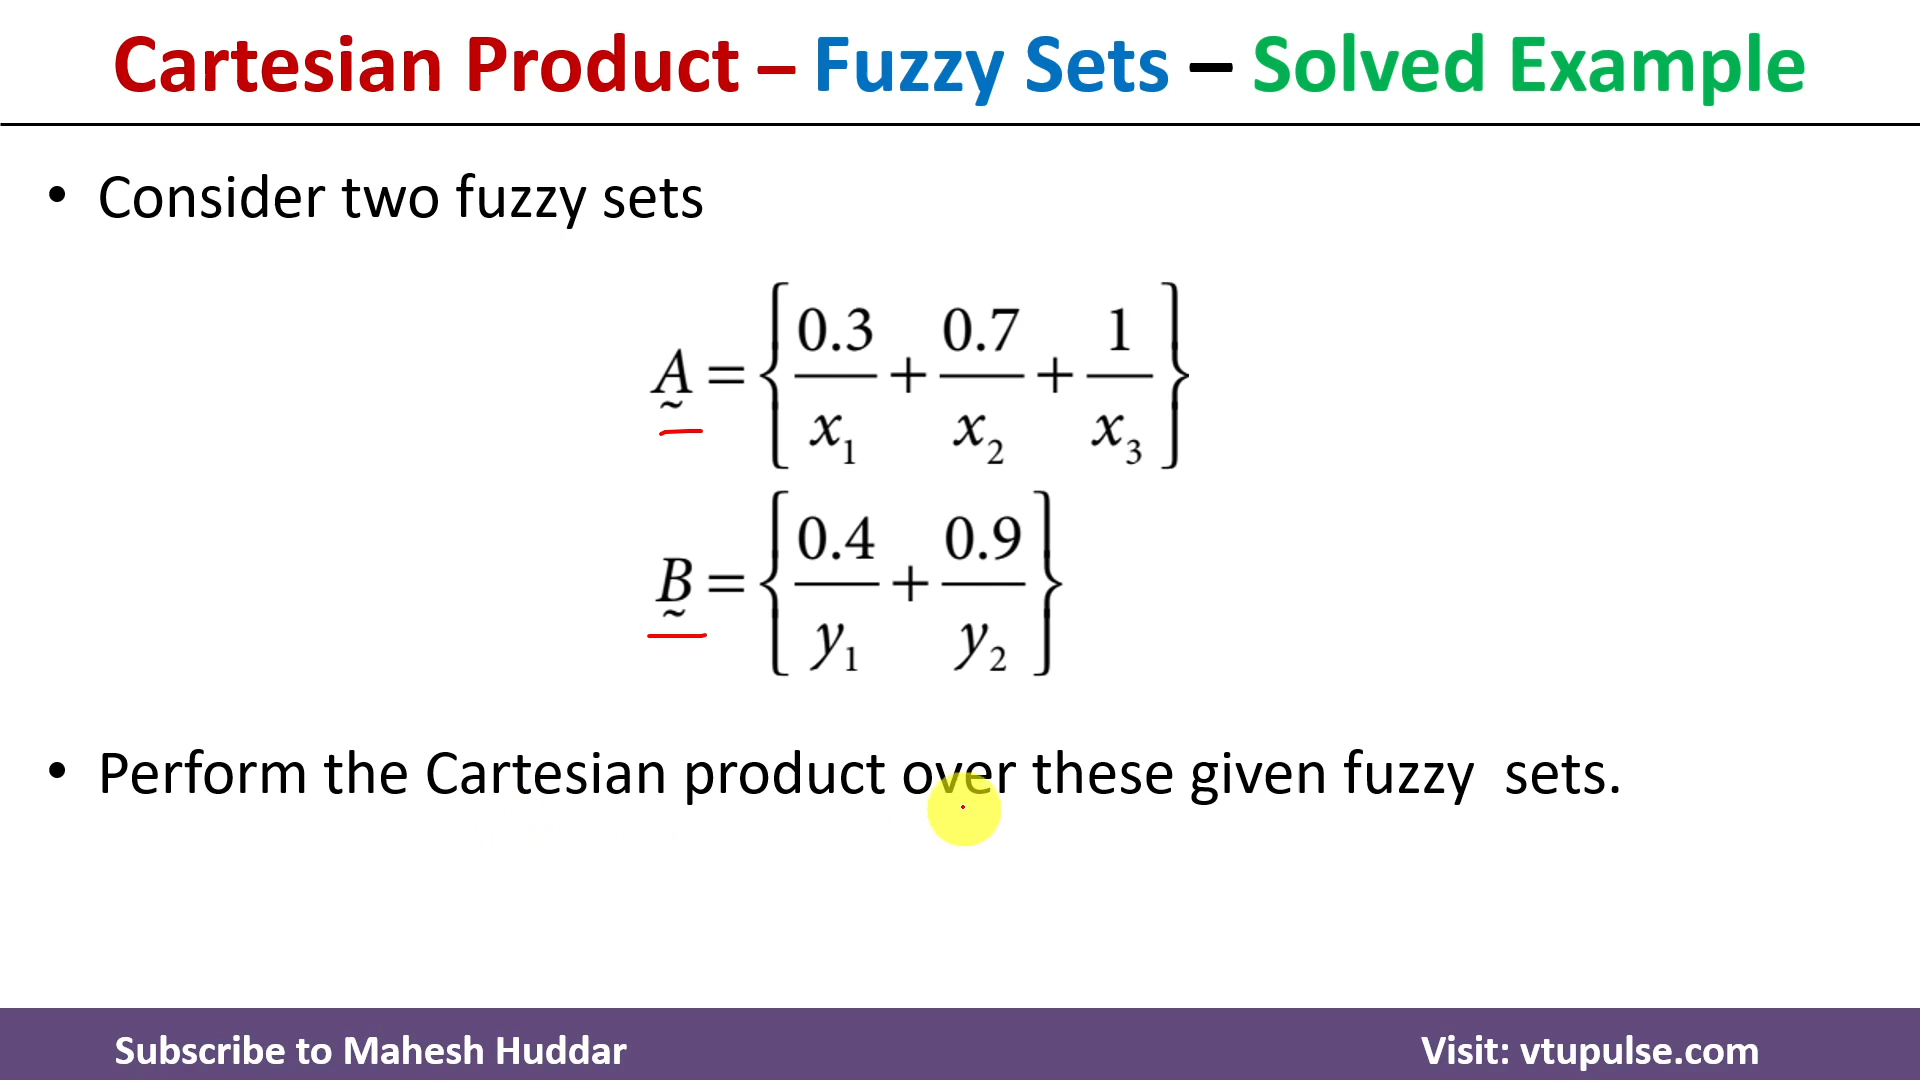 Cartesian Product – Fuzzy Sets – Solved Example
• Consider two fuzzy sets
A̰ = { 0.3/x₁ + 0.7/x₂ + 1/x₃ }
B̰ = { 0.4/y₁ + 0.9/y₂ }
• Perform the Cartesian product over these given fuzzy sets.
Subscribe to Mahesh Huddar
Visit: vtupulse.com